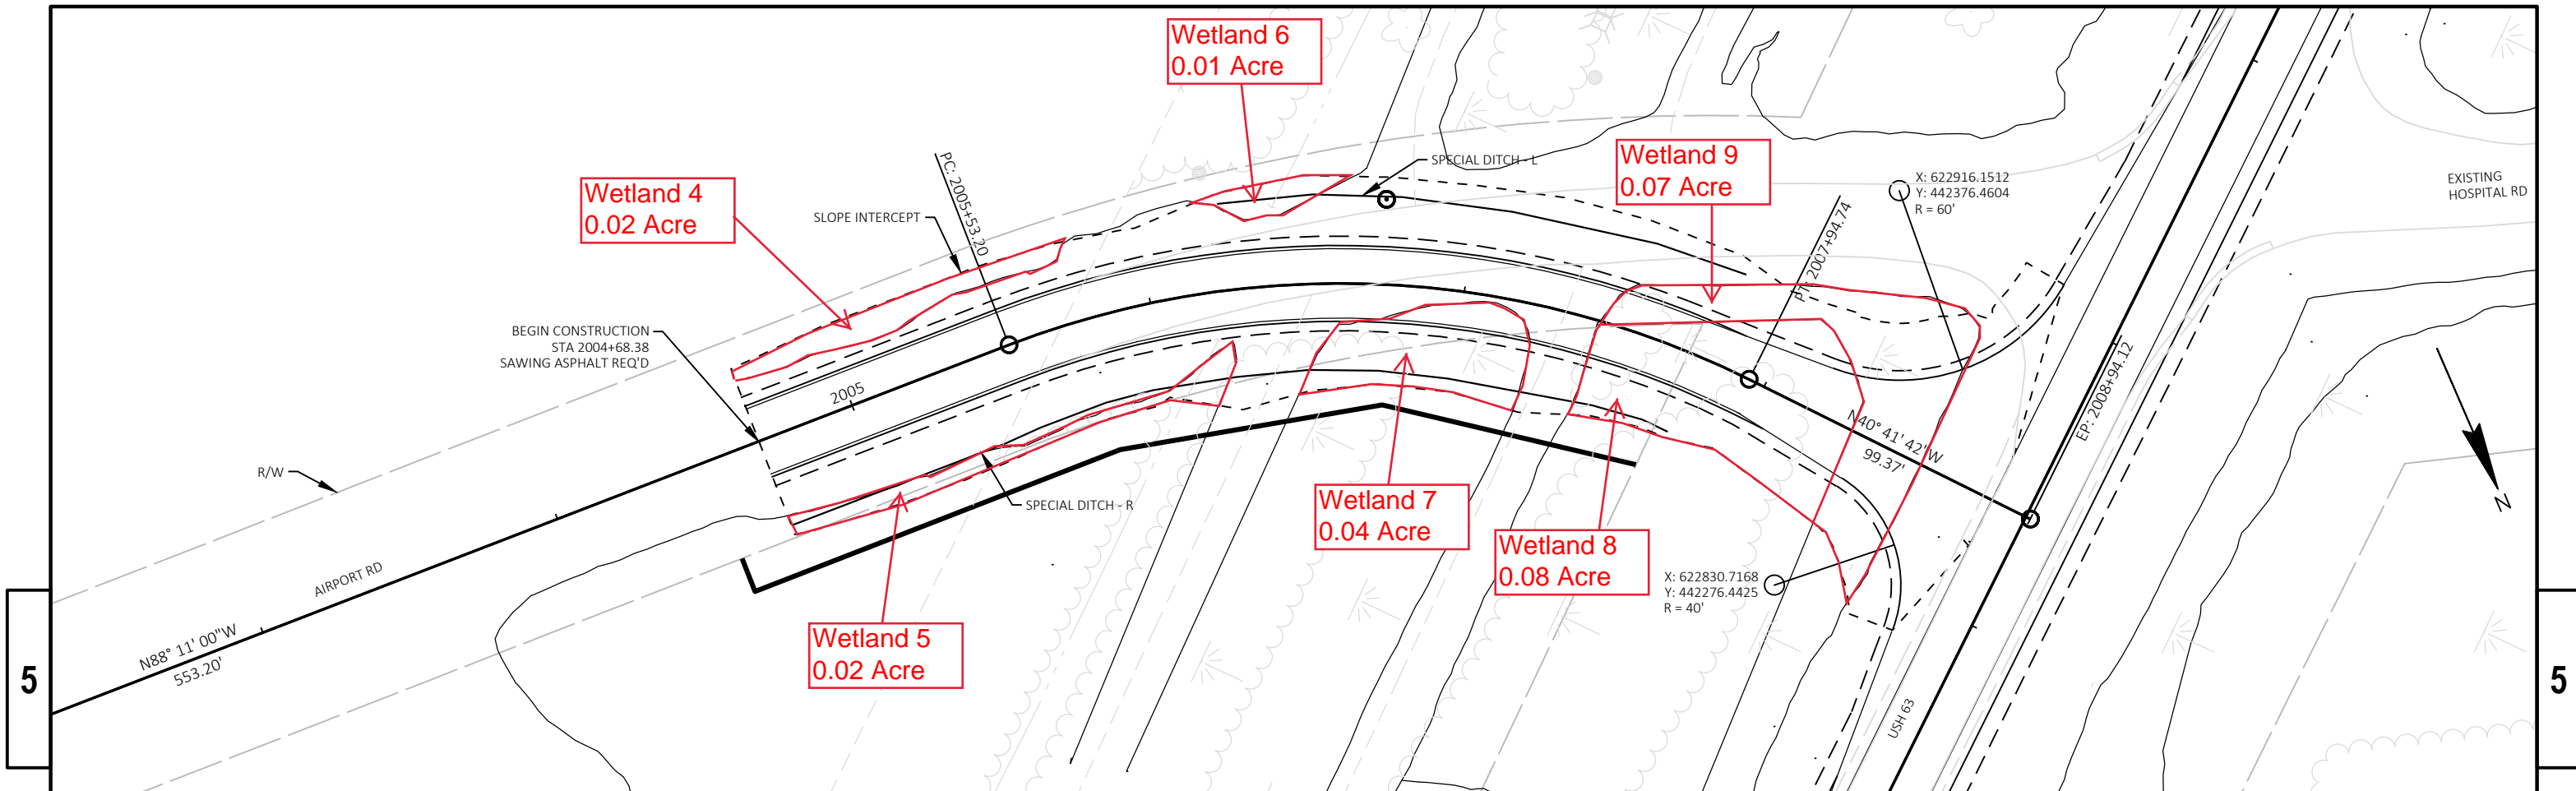 Wetland 6
0.01 Acre
Wetland 9
0.07 Acre
Wetland 4
0.02 Acre
SPECIAL DITCH - L
PC: 2005+53.20
SLOPE INTERCEPT
X: 622916.1512
Y: 442376.4604
R = 60'
EXISTING
HOSPITAL RD
PT: 2007+94.74
BEGIN CONSTRUCTION
STA 2004+68.38
SAWING ASPHALT REQ'D
2005
EP: 2008+94.12
N40° 41' 42"W
99.37'
R/W
SPECIAL DITCH - R
Wetland 7
0.04 Acre
Wetland 8
0.08 Acre
N
AIRPORT RD
X: 622830.7168
Y: 442276.4425
R = 40'
N88° 11' 00"W
553.20'
Wetland 5
0.02 Acre
USH 63
5
5